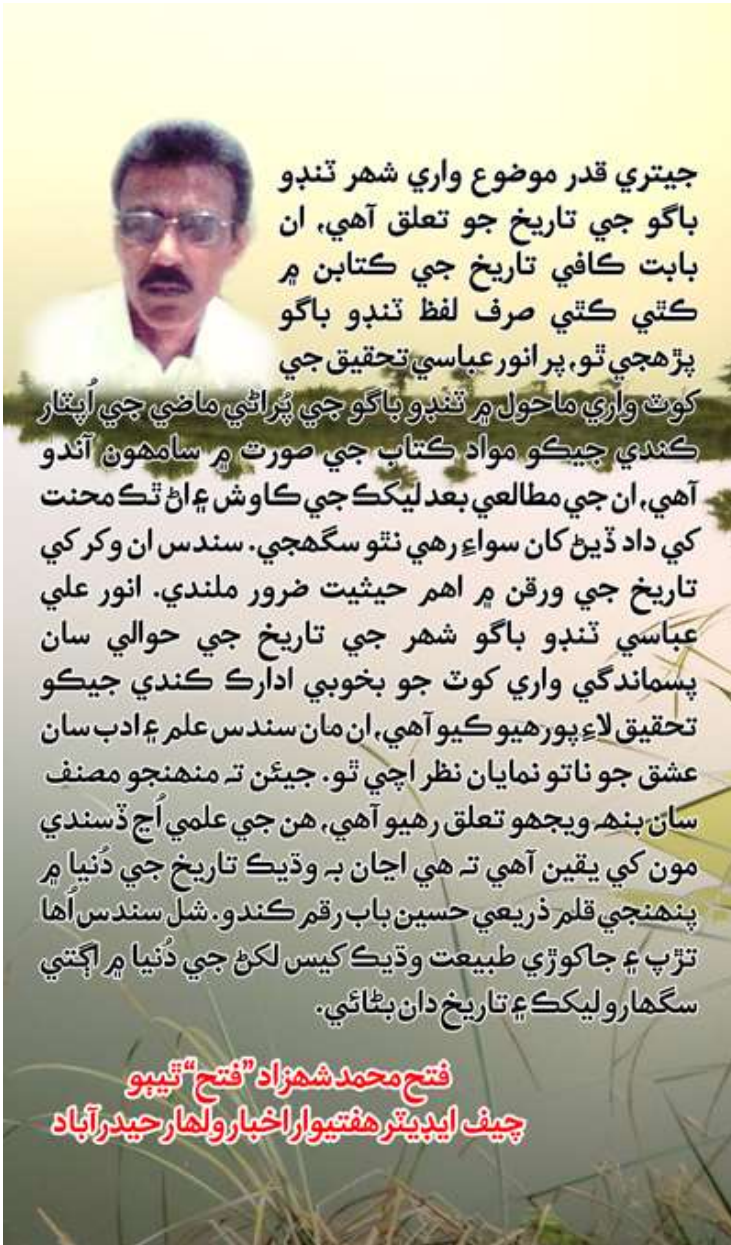 جيتري قدر موضوع واري شهر ٽنڊو
باگو جي تاريخ جو تعلق آهي، ان
بابت ڪافي تاريخ جي ڪتابن ۾
ڪٿي ڪٿي صرف لفظ ٽنڊو باگو
پڙهجي ٿو، پر انور عباسي تحقيق جي
کوٽ واري ماحول ۾ ٽنڊو باگو جي پُراڻي ماضي جي اُپٽار
ڪندي جيڪو مواد ڪتاب جي صورت ۾ سامهون آندو
آهي، ان جي مطالعي بعد ليکڪ جي ڪاوش ۽ اڻ ٿڪ محنت
کي داد ڏيڻ کان سواءِ رهي نٿو سگهجي. سندس ان وکر کي
تاريخ جي ورقن ۾ اهم حيثيت ضرور ملندي. انور علي
عباسي ٽنڊو باگو شهر جي تاريخ جي حوالي سان
پسماندگي واري کوٽ جو بخوبي ادارڪ ڪندي جيڪو
تحقيق لاءِ پورهيو ڪيو آهي، ان مان سندس علم ۽ ادب سان
عشق جو ناتو نمايان نظر اچي ٿو. جيئن تہ منهنجو مصنف
سان بنهہ ويجهو تعلق رهيو آهي، هن جي علمي اُڃ ڏسندي
مون کي يقين آهي تہ هي اڃان بہ وڌيڪ تاريخ جي دُنيا ۾
پنهنجي قلم ذريعي حسين باب رقم ڪندو. شل سندس اُها
تڙپ ۽ جاکوڙي طبيعت وڌيڪ کيس لکڻ جي دُنيا ۾ اڳتي
سگهارو ليکڪ ۽ تاريخ دان بڻائي.
فتح محمد شهزاد ”فتح“ ٿيٻو
چيف ايڊيٽر هفتيوار اخبار ولهار حيدرآباد